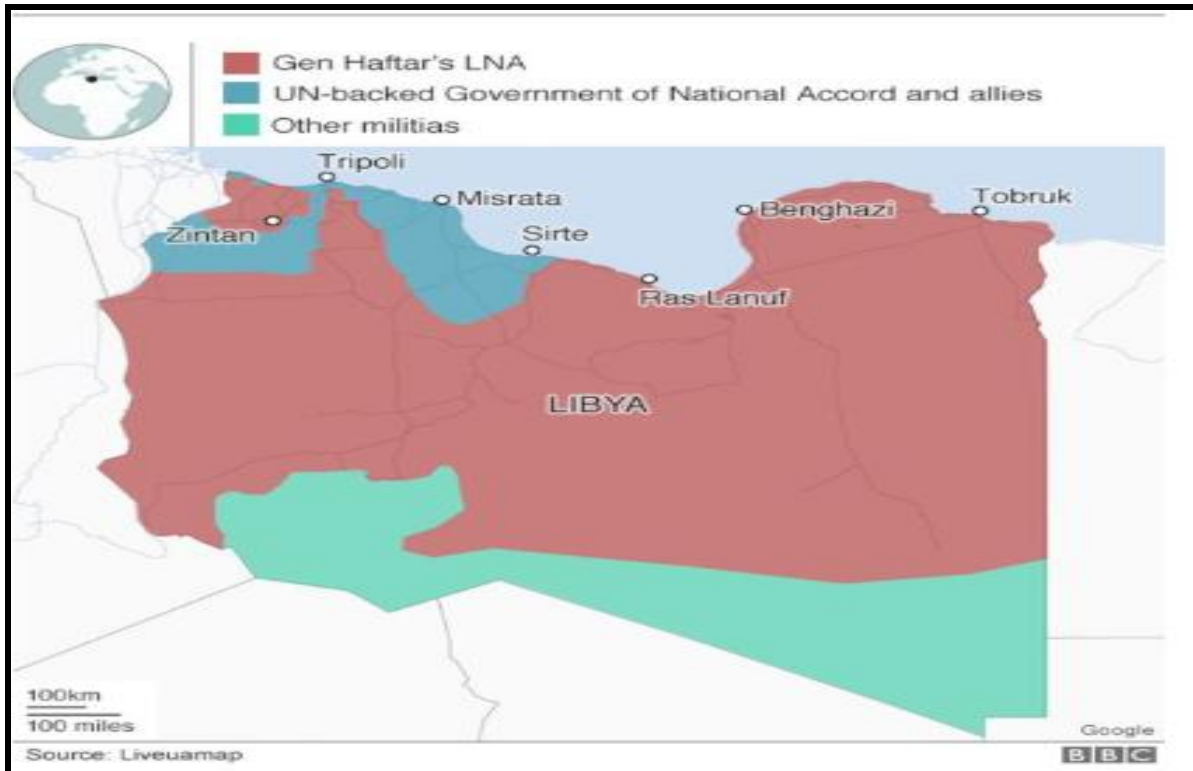 Gen Haftar's LNA
UN-backed Government of National Accord and allies
Other militias
Tripoli
Misrata
Zintan
Sirte
Benghazi
Tobruk
Ras Lanuf
LIBYA
100km
100 miles
Google
Source: Liveuamap
BBC